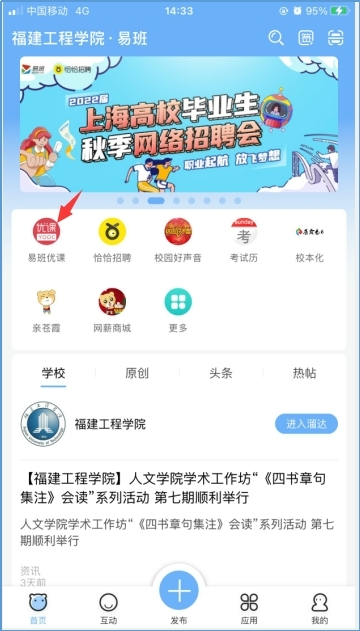 中国移动 4G 14:33 95%
福建工程学院 · 易班
易班 恰恰招聘
2022届
上海高校毕业生
秋季网络招聘会
职业起航 放飞梦想
优课
YOOC
sunday
考
易班优课 恰恰招聘 校园好声音 考试历 校本化
亲苍霞 网薪商城 更多
学校 原创 头条 热帖
福建工程学院 进入溜达
【福建工程学院】人文学院学术工作坊“《四书章句
集注》会读”系列活动 第七期顺利举行
人文学院学术工作坊“《四书章句集注》会读”系列活动 第
七期顺利举行
资讯
3天前
首页 互动 发布 应用 我的